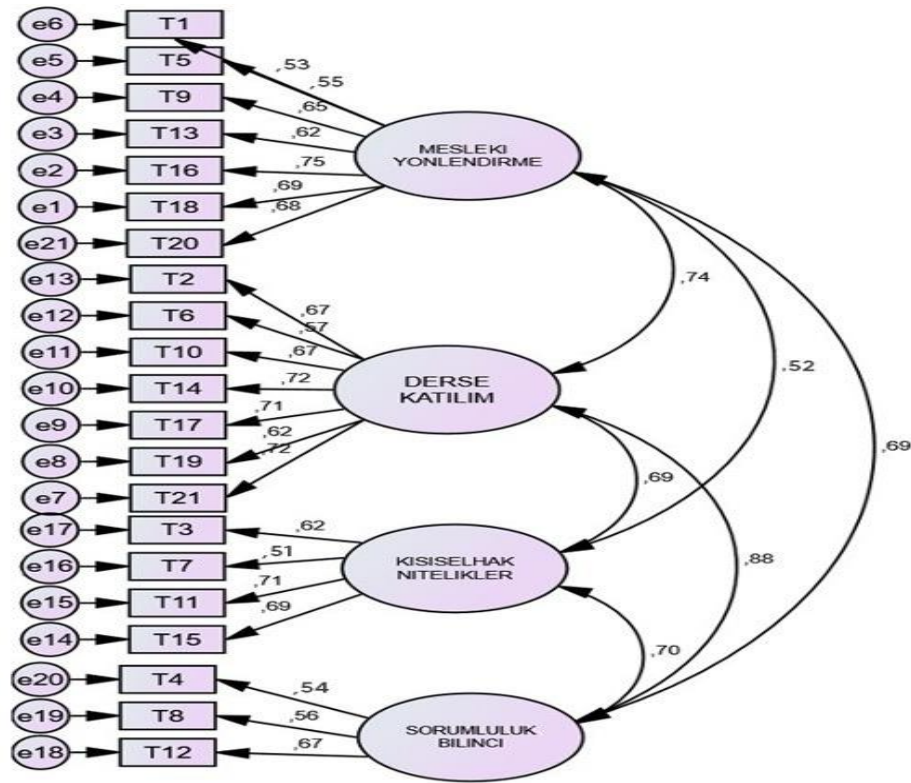 e6 T1
e5 T5
,53
,55
e4 T9
,65
e3 T13
,62
MESLEKI
YONLENDIRME
e2 T16
,75
e1 T18
,69
,68
e21 T20
e13 T2
,74
,67
e12 T6
,57
e11 T10
,67
,52
e10 T14
,72
DERSE
KATILIM
e9 T17
,71
,62
,69
e8 T19
,72
,69
e7 T21
e17 T3
,62
e16 T7
,51
,88
KISISELHAK
NITELIKLER
e15 T11
,71
e14 T15
,69
,70
e20 T4
,54
e19 T8
,56
SORUMLULUK
BILINCI
e18 T12
,67